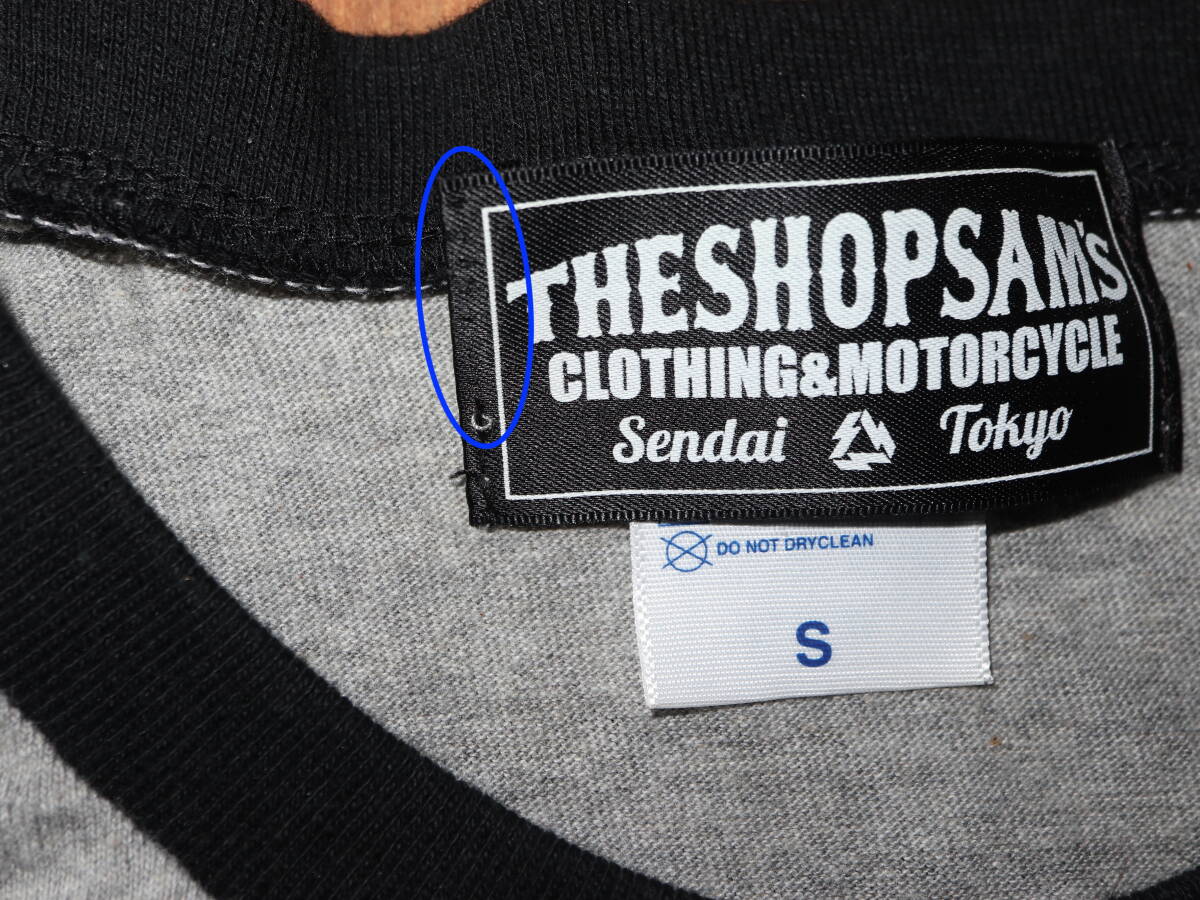 THESHOPSAM'S
CLOTHING&MOTORCYCLE
Sendai Tokyo
DO NOT DRYCLEAN
S